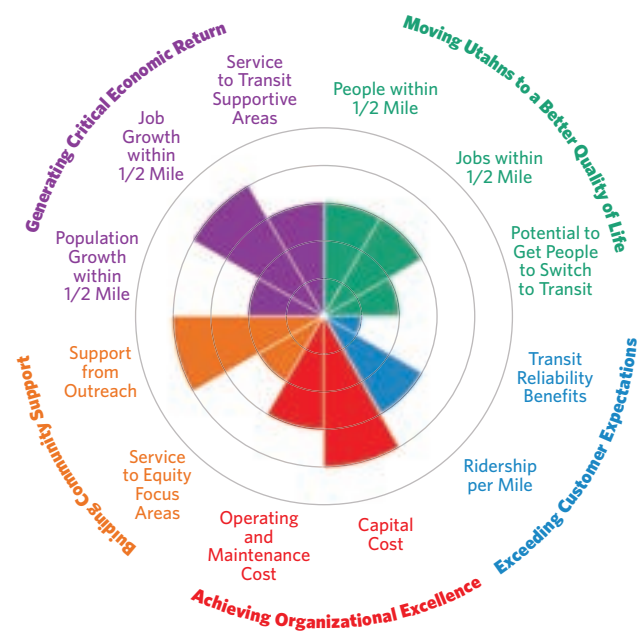 Generating Critical Economic Return
Moving Utahns to a Better Quality of Life
Service
to Transit
Supportive
Areas
People within
1/2 Mile
Job
Growth
within
1/2 Mile
Jobs within
1/2 Mile
Population
Growth
within
1/2 Mile
Potential to
Get People
to Switch
to Transit
Support
from
Outreach
Transit
Reliability
Benefits
Service
to Equity
Focus
Areas
Ridership
per Mile
Operating
and
Maintenance
Cost
Capital
Cost
Buiding Community Support
Exceeding Customer Expectations
Achieving Organizational Excellence